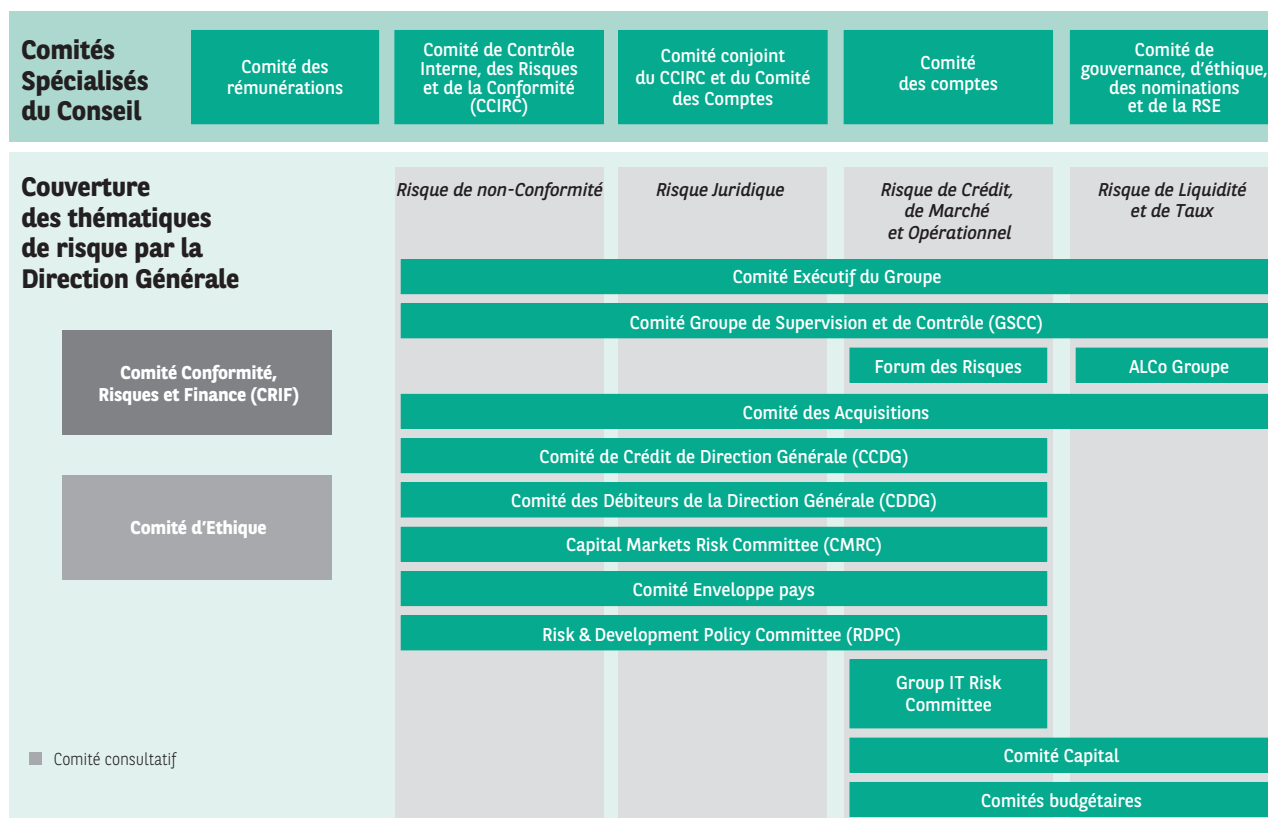 Comités
Spécialisés
du Conseil
Comité des
rémunérations
Comité de Contrôle
Interne, des Risques
et de la Conformité
(CCIRC)
Comité conjoint
du CCIRC et du Comité
des Comptes
Comité
des comptes
Comité de
gouvernance, d'éthique,
des nominations
et de la RSE
Couverture
des thématiques
de risque par la
Direction Générale
Risque de non-Conformité
Risque Juridique
Risque de Crédit,
de Marché
et Opérationnel
Risque de Liquidité
et de Taux
Comité Exécutif du Groupe
Comité Groupe de Supervision et de Contrôle (GSCC)
Forum des Risques
ALCo Groupe
Comité Conformité,
Risques et Finance (CRIF)
Comité des Acquisitions
Comité de Crédit de Direction Générale (CCDG)
Comité des Débiteurs de la Direction Générale (CDDG)
Comité d'Ethique
Capital Markets Risk Committee (CMRC)
Comité Enveloppe pays
Risk & Development Policy Committee (RDPC)
Group IT Risk
Committee
Comité consultatif
Comité Capital
Comités budgétaires